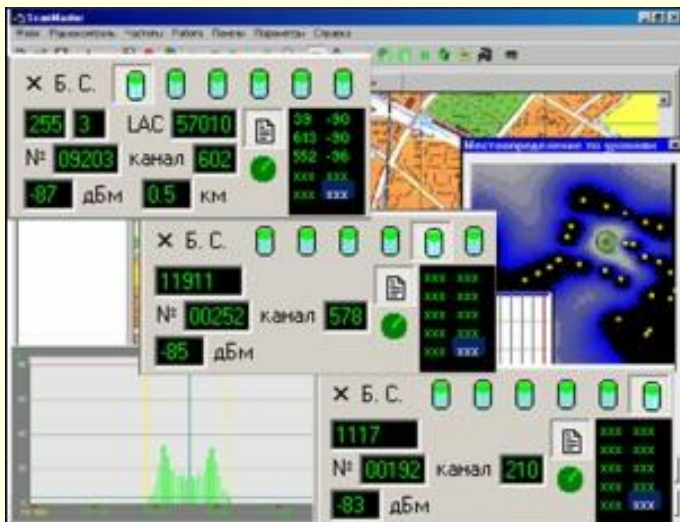 ScanMaster
Файл Радиоконтроль Частоты Работа Панели Параметры Справка
× Б. С.
255 3 LAC 57010
№ 09203 канал 602
-87 дБм 0.5 км
39 -90
613 -90
552 -96
xxx xxx
xxx xxx
Местоопределение по уровням
× Б. С.
11911
№ 00252 канал 578
-85 дБм
xxx xxx
xxx xxx
xxx xxx
xxx xxx
xxx xxx
× Б. С.
1117
№ 00192 канал 210
-83 дБм
xxx xxx
xxx xxx
xxx xxx
xxx xxx
xxx xxx